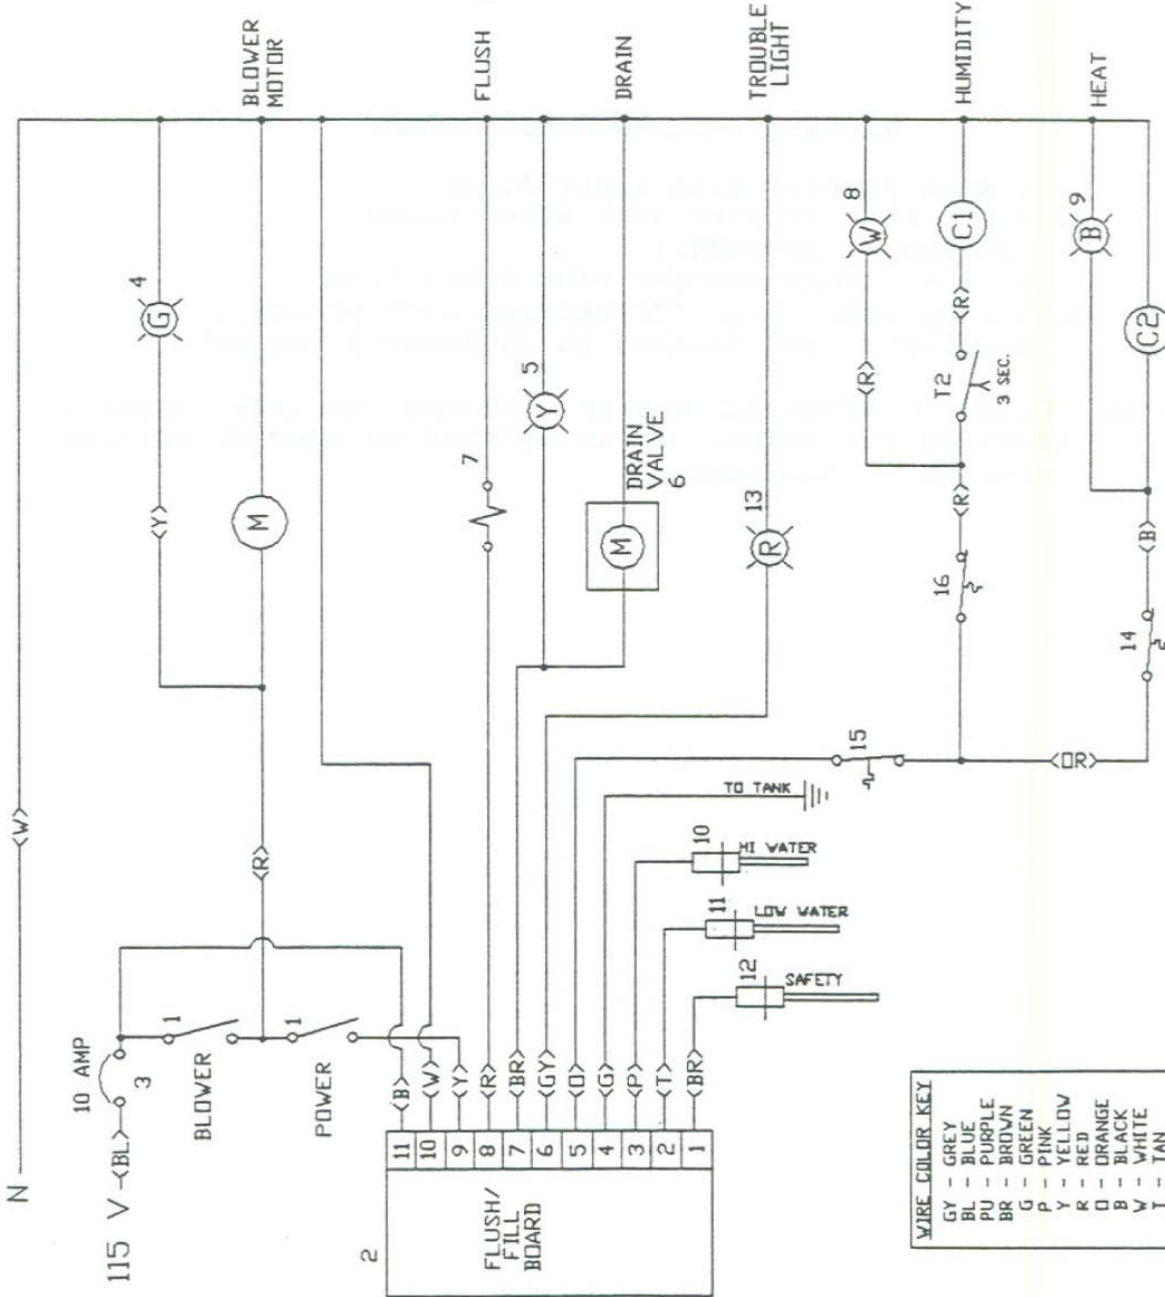 N
<W>
115 V
<BL>
10 AMP
3
1
BLOWER
1
POWER
<R>
<Y>
G
4
M
BLOWER
MOTOR
2
FLUSH/
FILL
BOARD
11
<B>
10
<W>
9
<Y>
8
<R>
7
<BR>
6
<GY>
5
<O>
4
<G>
3
<P>
2
<T>
1
<BR>
7
FLUSH
Y
5
M
DRAIN
VALVE
6
DRAIN
R
13
TROUBLE
LIGHT
TO TANK
10
HI WATER
11
LOW WATER
12
SAFETY
15
16
<R>
<R>
W
8
T2
3 SEC.
<R>
C1
HUMIDITY
<OR>
14
<B>
B
9
HEAT
C2
WIRE COLOR KEY
GY - GREY
BL - BLUE
PU - PURPLE
BR - BROWN
G - GREEN
P - PINK
Y - YELLOW
R - RED
O - ORANGE
B - BLACK
W - WHITE
T - TAN